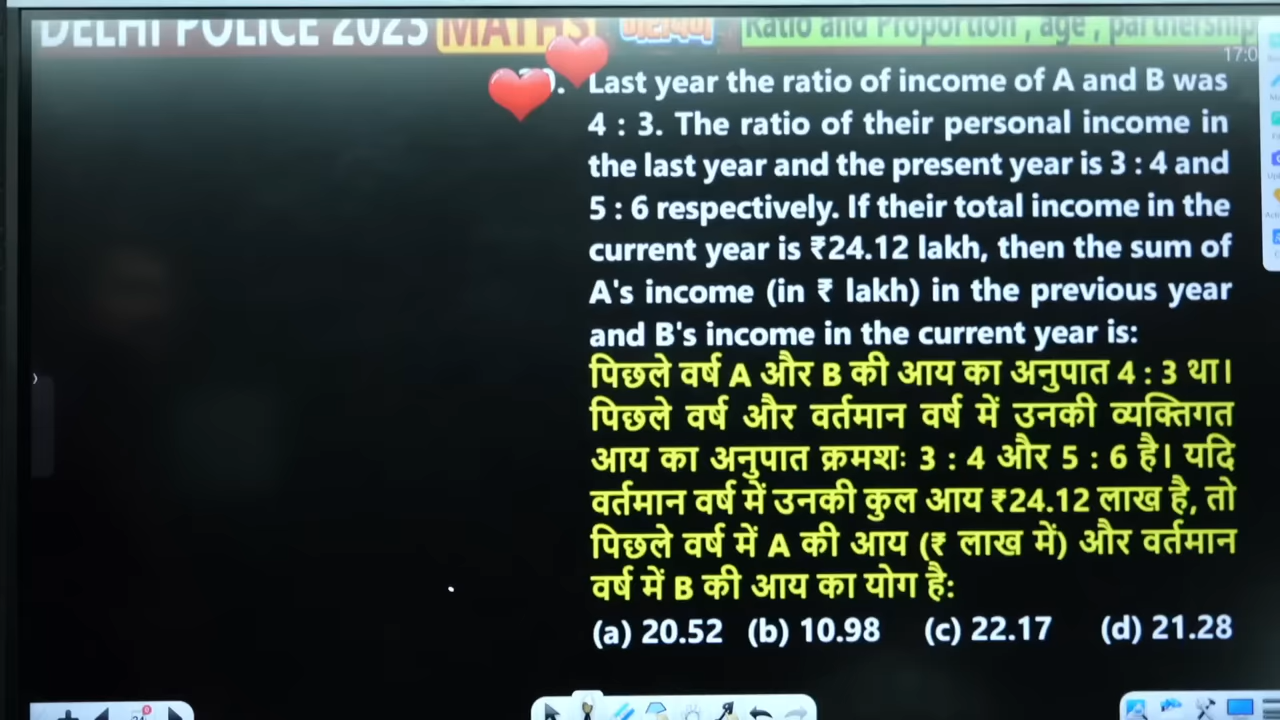 DELHI POLICE 2023 MATHS Ratio and Proportion , age , partnership
17:0
Last year the ratio of income of A and B was
4 : 3. The ratio of their personal income in
the last year and the present year is 3 : 4 and
5 : 6 respectively. If their total income in the
current year is ₹24.12 lakh, then the sum of
A's income (in ₹ lakh) in the previous year
and B's income in the current year is:
पिछले वर्ष A और B की आय का अनुपात 4 : 3 था।
पिछले वर्ष और वर्तमान वर्ष में उनकी व्यक्तिगत
आय का अनुपात क्रमशः 3 : 4 और 5 : 6 है। यदि
वर्तमान वर्ष में उनकी कुल आय ₹24.12 लाख है, तो
पिछले वर्ष में A की आय (₹ लाख में) और वर्तमान
वर्ष में B की आय का योग है:
(a) 20.52 (b) 10.98 (c) 22.17 (d) 21.28